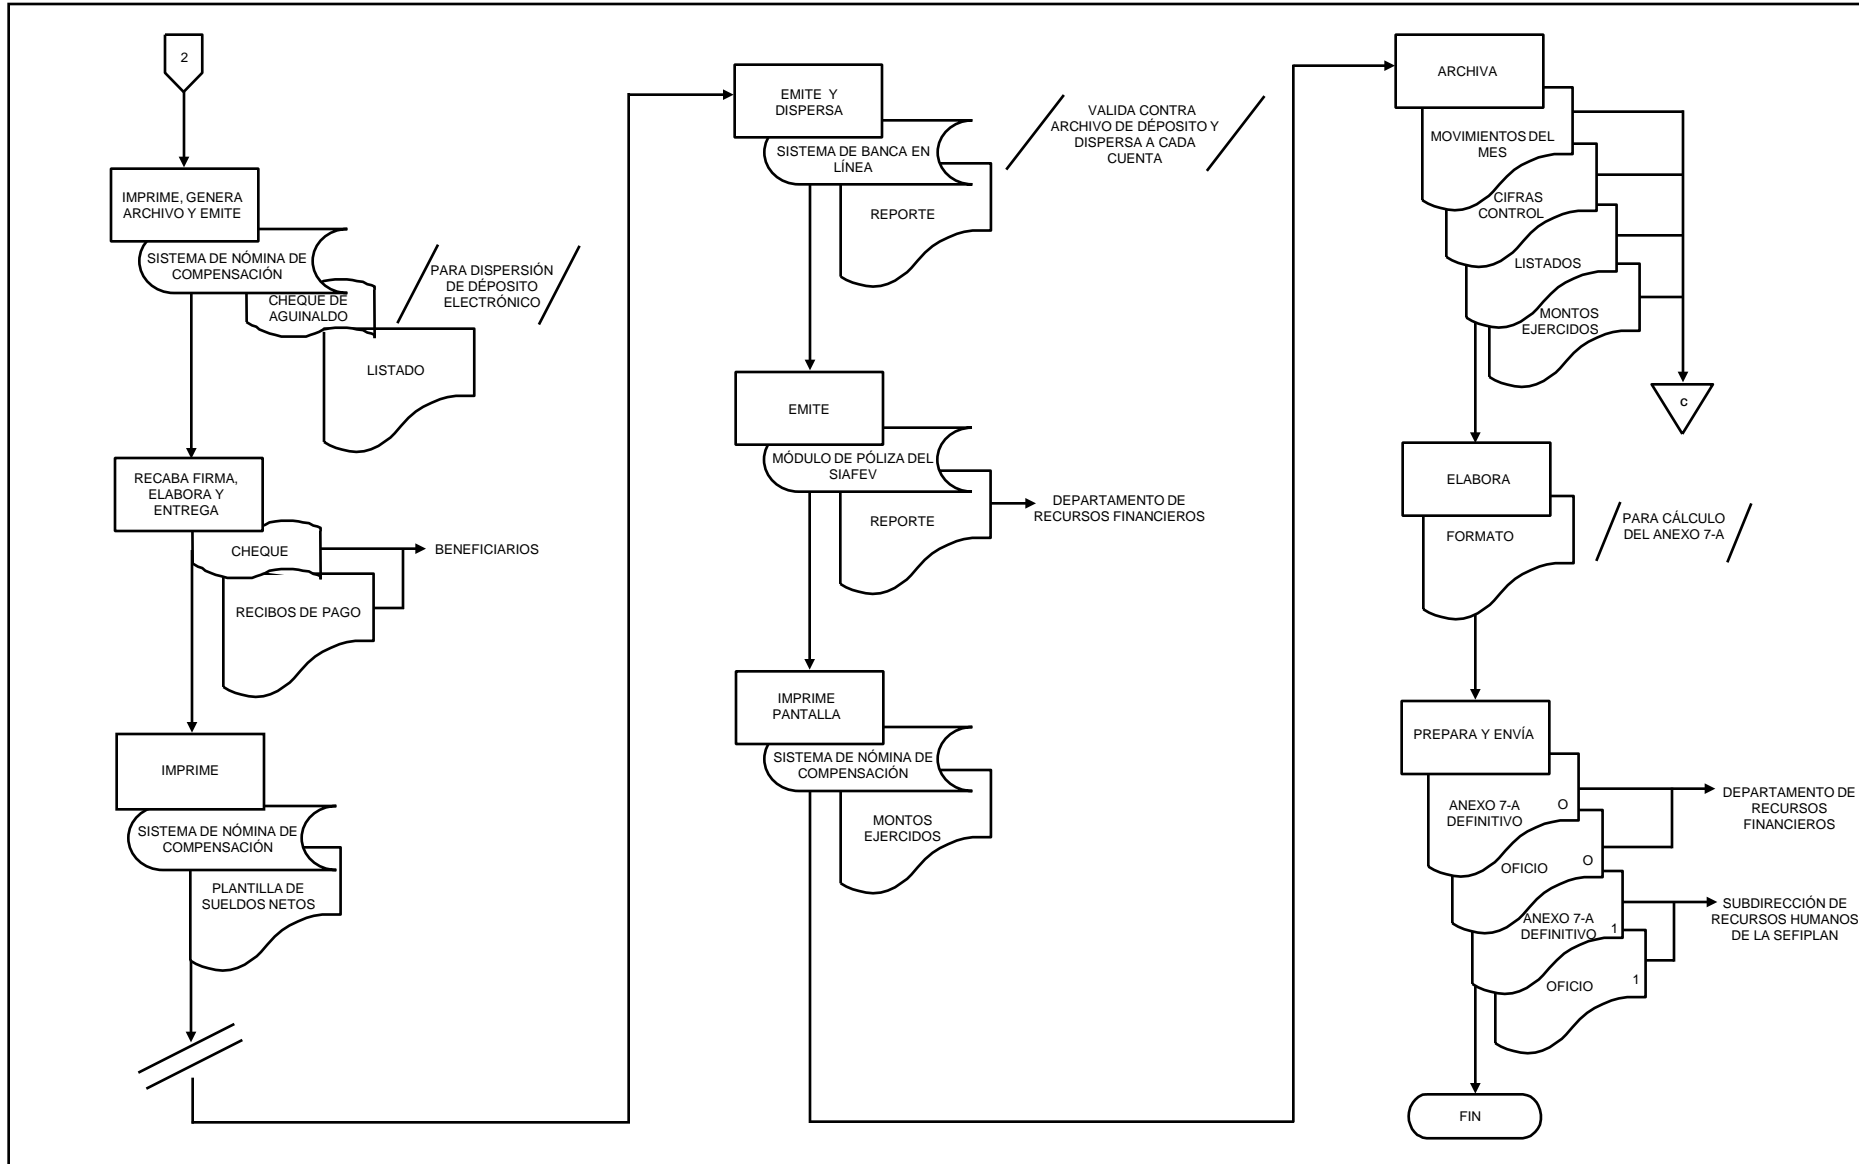 2
IMPRIME, GENERA
ARCHIVO Y EMITE
SISTEMA DE NÓMINA DE
COMPENSACIÓN
CHEQUE DE
AGUINALDO
LISTADO
PARA DISPERSIÓN
DE DÉPOSITO
ELECTRÓNICO
RECABA FIRMA,
ELABORA Y
ENTREGA
CHEQUE
BENEFICIARIOS
RECIBOS DE PAGO
IMPRIME
SISTEMA DE NÓMINA DE
COMPENSACIÓN
PLANTILLA DE
SUELDOS NETOS
EMITE Y
DISPERSA
SISTEMA DE BANCA EN
LÍNEA
REPORTE
VALIDA CONTRA
ARCHIVO DE DÉPOSITO Y
DISPERSA A CADA
CUENTA
EMITE
MÓDULO DE PÓLIZA DEL
SIAFEV
REPORTE
DEPARTAMENTO DE
RECURSOS FINANCIEROS
IMPRIME
PANTALLA
SISTEMA DE NÓMINA DE
COMPENSACIÓN
MONTOS
EJERCIDOS
ARCHIVA
MOVIMIENTOS DEL
MES
CIFRAS
CONTROL
LISTADOS
MONTOS
EJERCIDOS
C
ELABORA
FORMATO
PARA CÁLCULO
DEL ANEXO 7-A
PREPARA Y ENVÍA
ANEXO 7-A
DEFINITIVO
O
OFICIO
O
DEPARTAMENTO DE
RECURSOS
FINANCIEROS
ANEXO 7-A
DEFINITIVO
1
OFICIO
1
SUBDIRECCIÓN DE
RECURSOS HUMANOS
DE LA SEFIPLAN
FIN